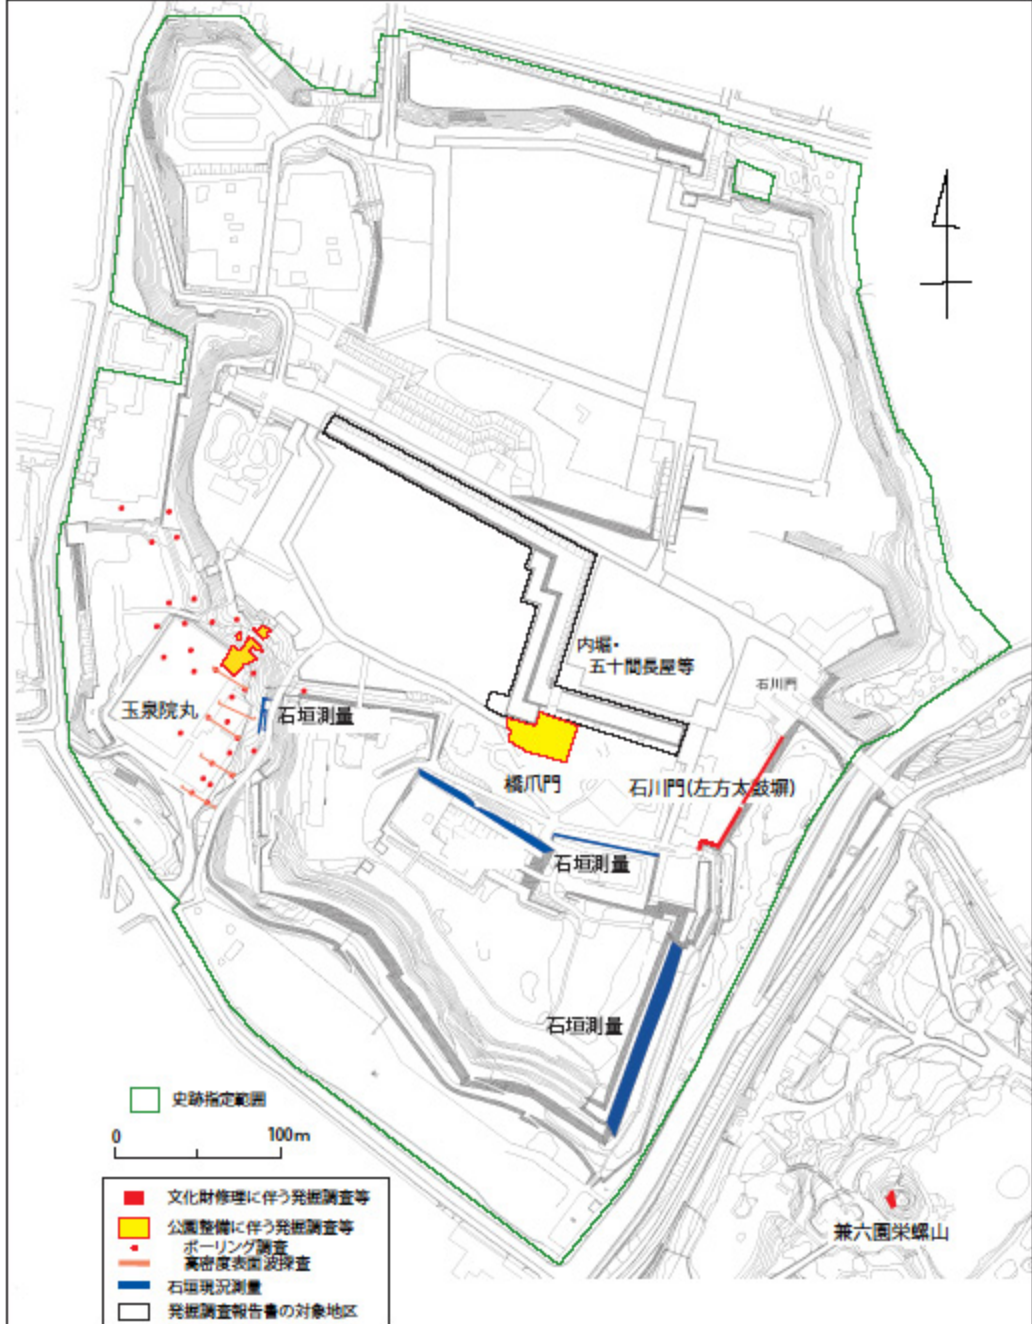 内堀・
五十間長屋等
石川門
玉泉院丸
石垣測量
橋爪門
石川門(左方太鼓塀)
石垣測量
石垣測量
史跡指定範囲
0 100m
文化財修理に伴う発掘調査等
公園整備に伴う発掘調査等
ボーリング調査
高密度表面波探査
石垣現況測量
発掘調査報告書の対象地区
兼六園栄螺山